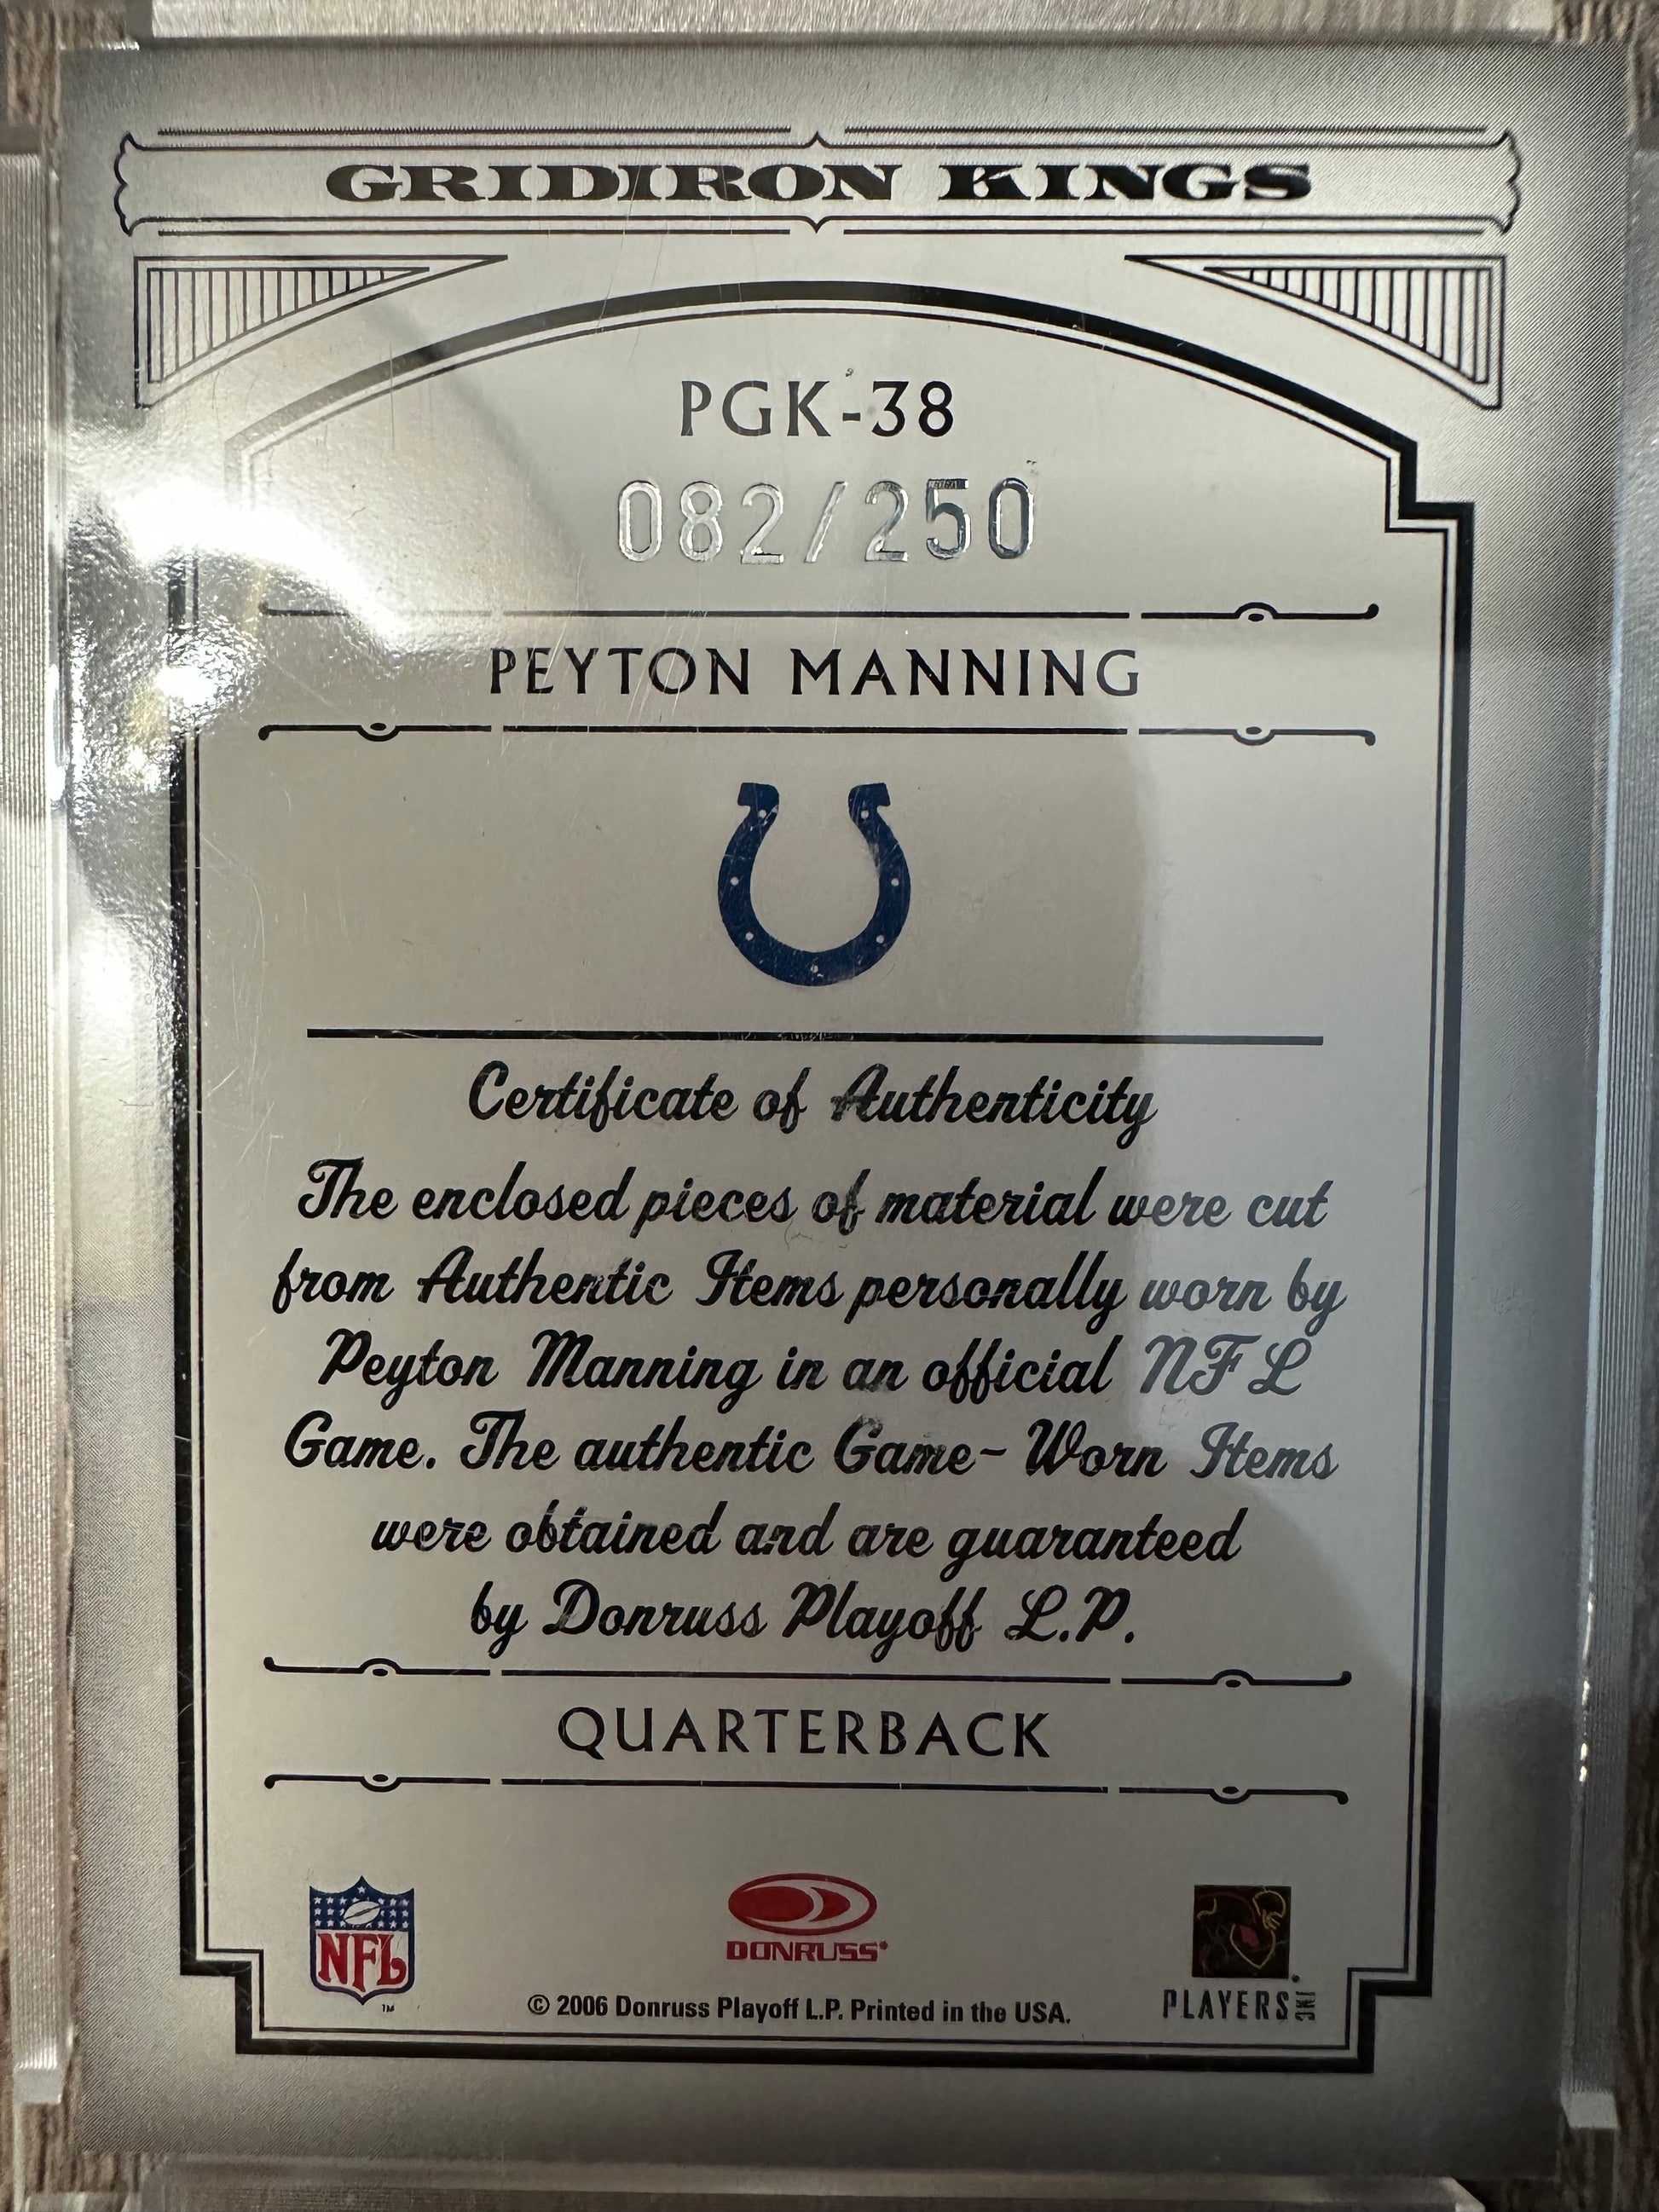 GRIDIRON KINGS
PGK-38
082/250
PEYTON MANNING
Certificate of Authenticity
The enclosed pieces of material were cut
from Authentic Items personally worn by
Peyton Manning in an official NFL
Game. The authentic Game-Worn Items
were obtained and are guaranteed
by Donruss Playoff L.P.
QUARTERBACK
NFL
TM
DONRUSS®
© 2006 Donruss Playoff L.P. Printed in the USA.
PLAYERS INC